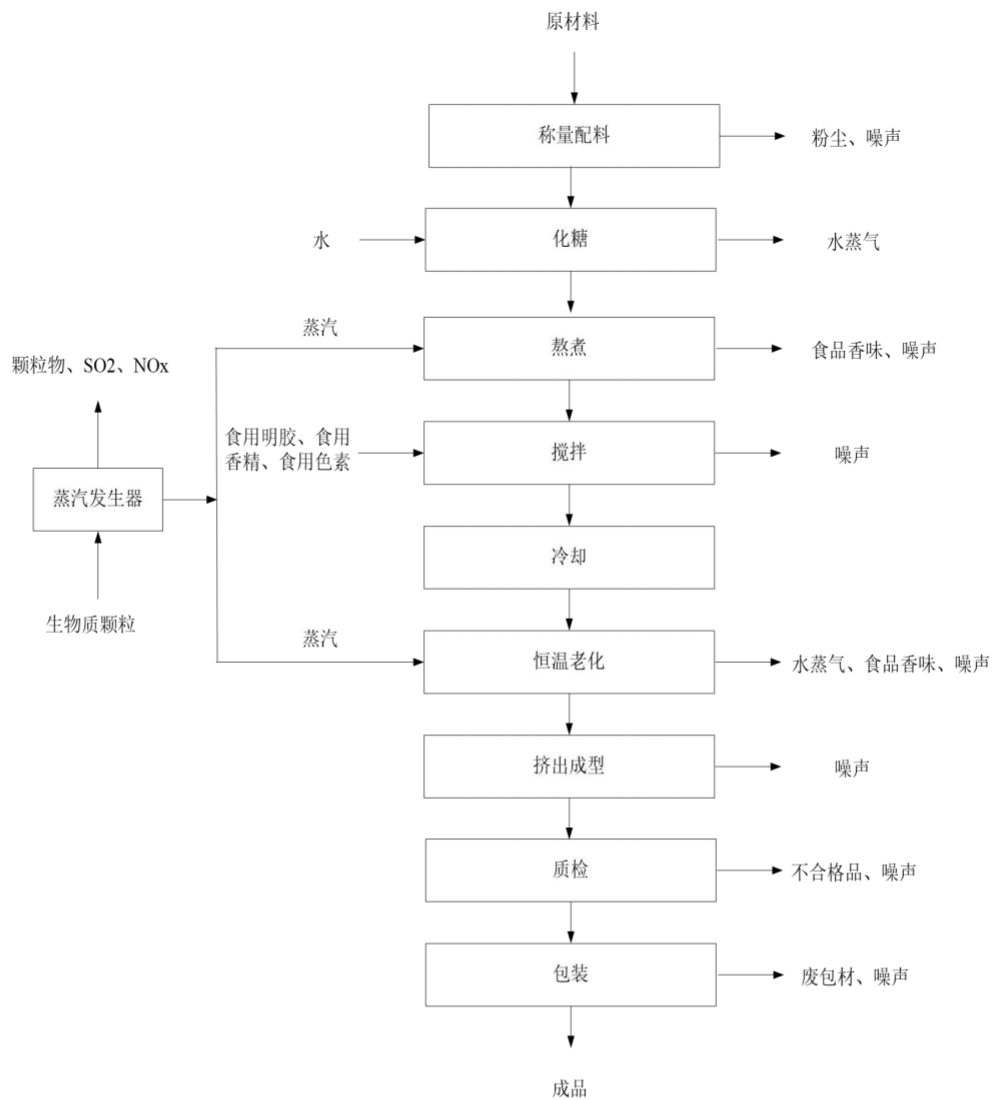 原材料
称量配料
粉尘、噪声
水
化糖
水蒸气
蒸汽
熬煮
食品香味、噪声
颗粒物、SO2、NOx
食用明胶、食用
香精、食用色素
搅拌
噪声
蒸汽发生器
冷却
生物质颗粒
蒸汽
恒温老化
水蒸气、食品香味、噪声
挤出成型
噪声
质检
不合格品、噪声
包装
废包材、噪声
成品